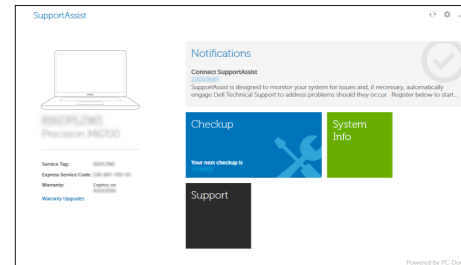 SupportAssist
Notifications
Connect SupportAssist
SupportAssist is designed to monitor your system for issues and, if necessary, automatically
engage Dell Technical Support to address problems should they occur. Register below to start...
Precision M6700
Checkup
System
Info
Your next checkup is
Service Tag:
Express Service Code:
Warranty: Expires on
Warranty Upgrades
Support
Powered by PC-Doc